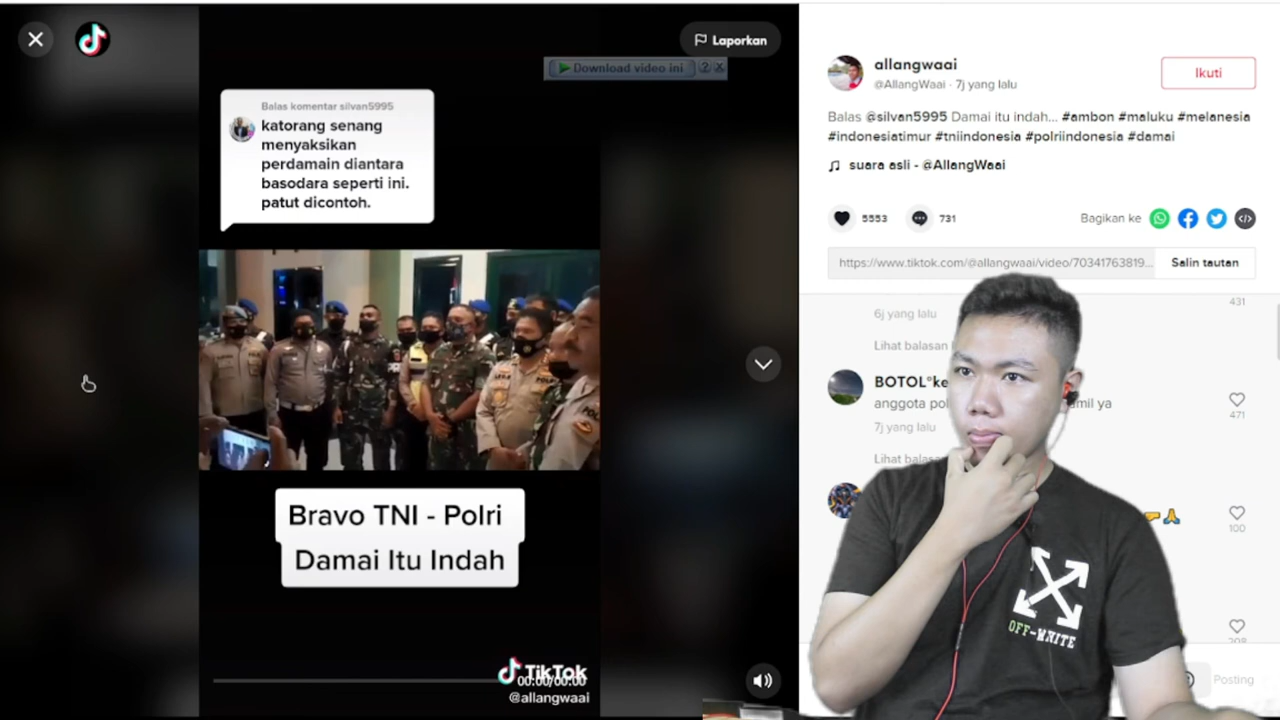 Laporkan
Download video ini
? X
Balas komentar silvan5995
katorang senang
menyaksikan
perdamain diantara
basodara seperti ini.
patut dicontoh.
Bravo TNI - Polri
Damai Itu Indah
TikTok
00:00/00:00
@allangwaai
allangwaai
@AllangWaai · 7j yang lalu
Ikuti
Balas @silvan5995 Damai itu indah... #ambon #maluku #melanesia
#indonesiatimur #tniindonesia #polriindonesia #damai
suara asli - @AllangWaai
5553
731
Bagikan ke
https://www.tiktok.com/@allangwaai/video/70341763819...
Salin tautan
431
6j yang lalu
Lihat balasan
BOTOL°ke
anggota pol
mil ya
471
7j yang lalu
Lihat balasan
100
OFF-WRITE
208
Posting